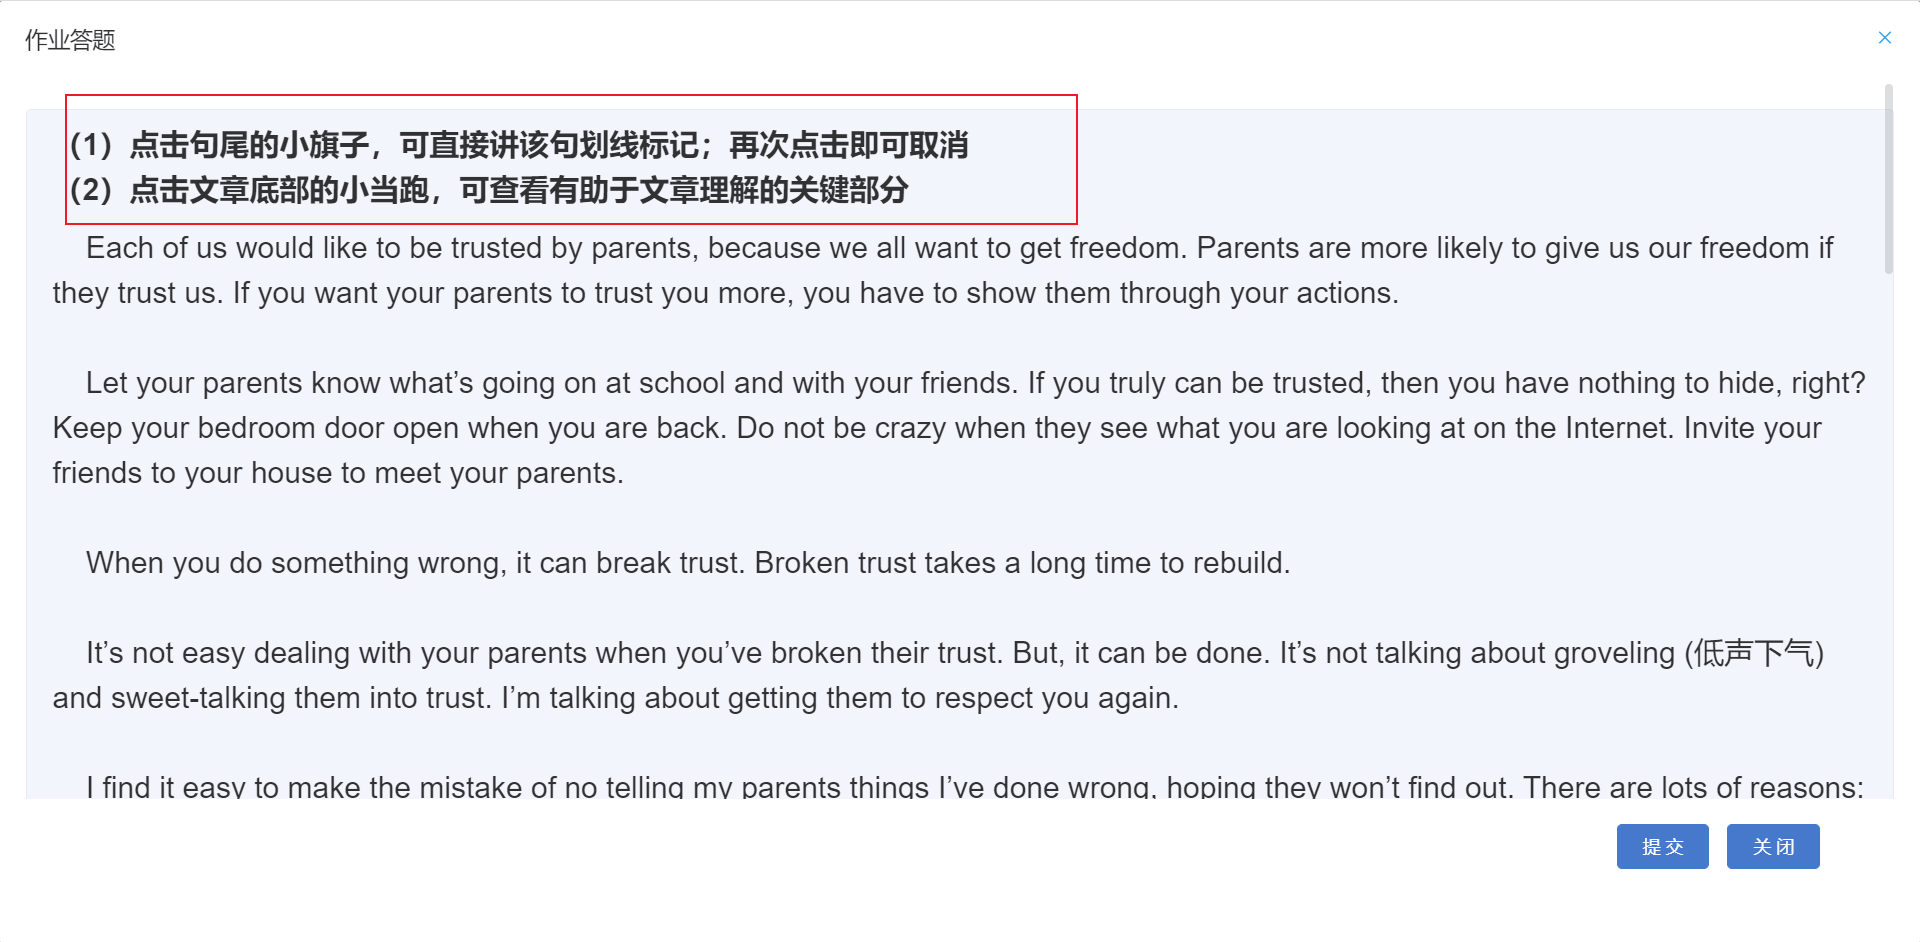 作业答题
（1）点击句尾的小旗子，可直接讲该句划线标记；再次点击即可取消
（2）点击文章底部的小当跑，可查看有助于文章理解的关键部分
Each of us would like to be trusted by parents, because we all want to get freedom. Parents are more likely to give us our freedom if
they trust us. If you want your parents to trust you more, you have to show them through your actions.
Let your parents know what’s going on at school and with your friends. If you truly can be trusted, then you have nothing to hide, right?
Keep your bedroom door open when you are back. Do not be crazy when they see what you are looking at on the Internet. Invite your
friends to your house to meet your parents.
When you do something wrong, it can break trust. Broken trust takes a long time to rebuild.
It’s not easy dealing with your parents when you’ve broken their trust. But, it can be done. It’s not talking about groveling (低声下气)
and sweet-talking them into trust. I’m talking about getting them to respect you again.
I find it easy to make the mistake of no telling my parents things I’ve done wrong, hoping they won’t find out. There are lots of reasons:
提交 关闭